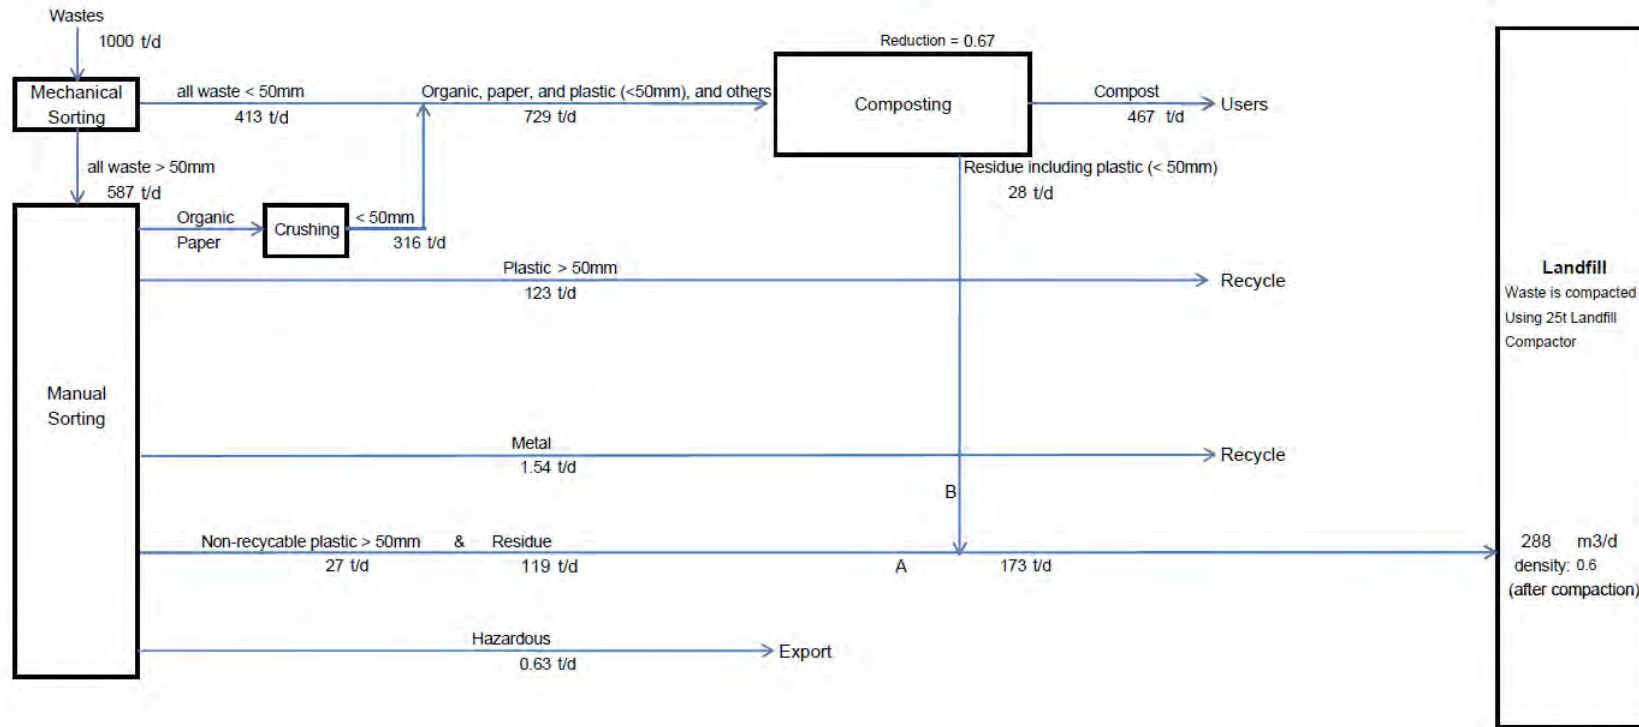 Wastes
1000 t/d
Reduction = 0.67
Mechanical
Sorting
all waste < 50mm
413 t/d
Organic, paper, and plastic (<50mm), and others
729 t/d
Composting
Compost
467 t/d
Users
all waste > 50mm
587 t/d
Residue including plastic (< 50mm)
28 t/d
Organic
Paper
Crushing
< 50mm
316 t/d
Plastic > 50mm
123 t/d
Recycle
Landfill
Waste is compacted
Using 25t Landfill
Compactor
Manual
Sorting
Metal
1.54 t/d
Recycle
B
Non-recycable plastic > 50mm & Residue
27 t/d 119 t/d
A
173 t/d
288 m3/d
density: 0.6
(after compaction)
Hazardous
0.63 t/d
Export